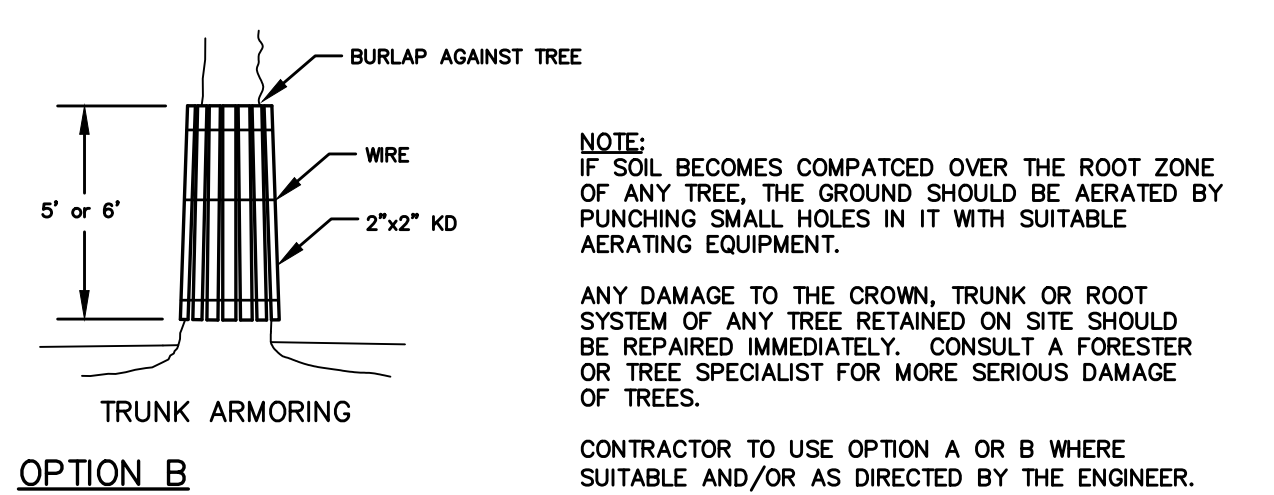 BURLAP AGAINST TREE
WIRE
5' or 6'
2"x2" KD
TRUNK ARMORING
OPTION B
NOTE:
IF SOIL BECOMES COMPATCED OVER THE ROOT ZONE
OF ANY TREE, THE GROUND SHOULD BE AERATED BY
PUNCHING SMALL HOLES IN IT WITH SUITABLE
AERATING EQUIPMENT.
ANY DAMAGE TO THE CROWN, TRUNK OR ROOT
SYSTEM OF ANY TREE RETAINED ON SITE SHOULD
BE REPAIRED IMMEDIATELY. CONSULT A FORESTER
OR TREE SPECIALIST FOR MORE SERIOUS DAMAGE
OF TREES.
CONTRACTOR TO USE OPTION A OR B WHERE
SUITABLE AND/OR AS DIRECTED BY THE ENGINEER.